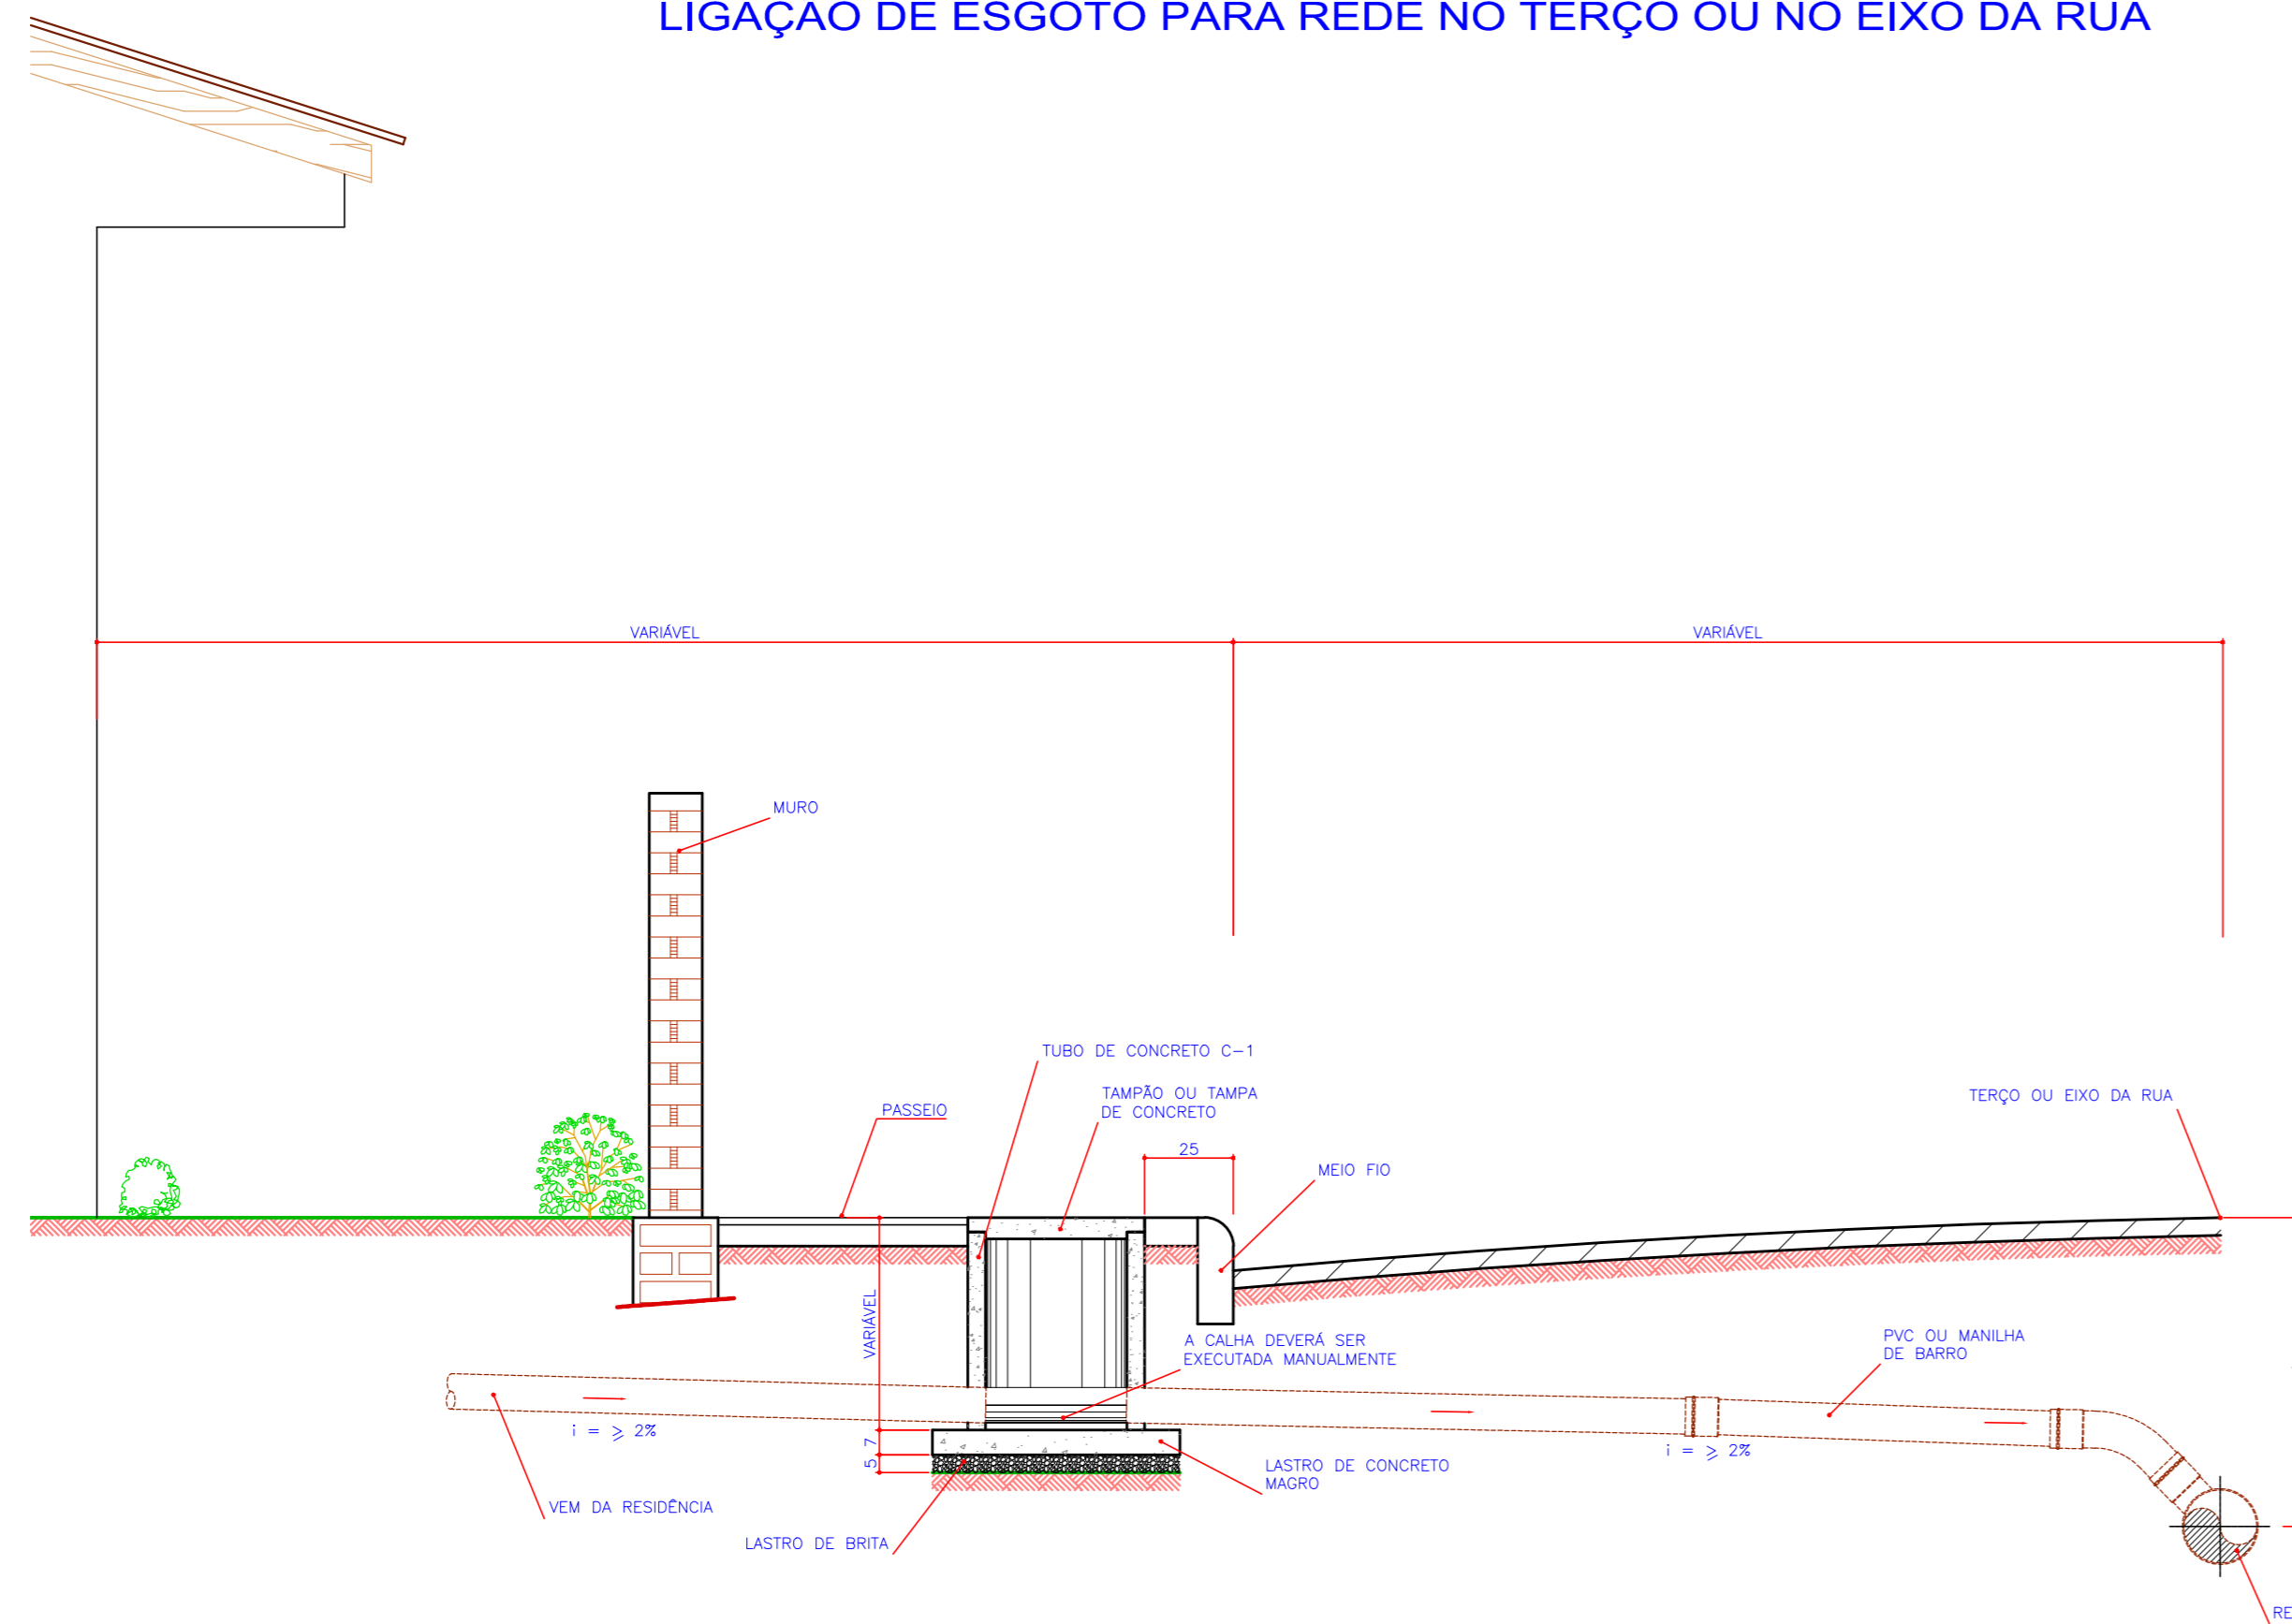 LIGAÇÃO DE ESGOTO PARA REDE NO TERÇO OU NO EIXO DA RUA
VARIÁVEL
VARIÁVEL
MURO
TUBO DE CONCRETO C-1
TAMPÃO OU TAMPA
DE CONCRETO
PASSEIO
TERÇO OU EIXO DA RUA
25
MEIO FIO
VARIÁVEL
A CALHA DEVERÁ SER
EXECUTADA MANUALMENTE
PVC OU MANILHA
DE BARRO
i = ≥ 2%
i = ≥ 2%
5 7
LASTRO DE CONCRETO
MAGRO
VEM DA RESIDÊNCIA
LASTRO DE BRITA
RE